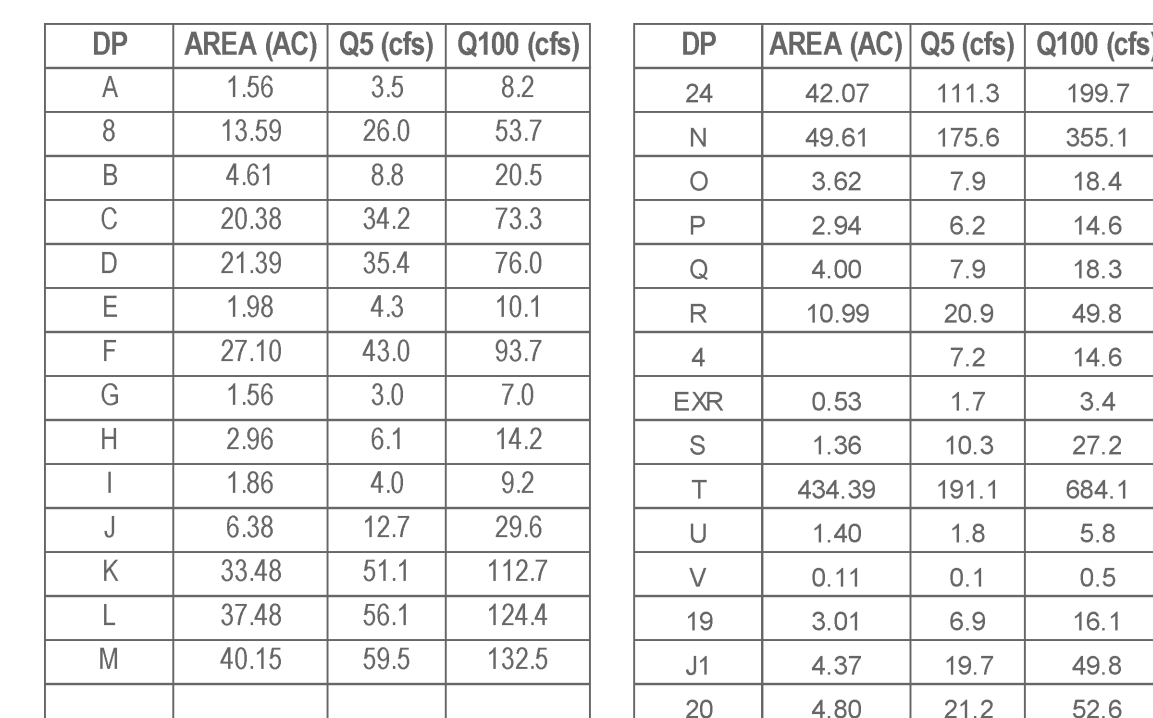 DP AREA (AC) Q5 (cfs) Q100 (cfs)
A 1.56 3.5 8.2
8 13.59 26.0 53.7
B 4.61 8.8 20.5
C 20.38 34.2 73.3
D 21.39 35.4 76.0
E 1.98 4.3 10.1
F 27.10 43.0 93.7
G 1.56 3.0 7.0
H 2.96 6.1 14.2
I 1.86 4.0 9.2
J 6.38 12.7 29.6
K 33.48 51.1 112.7
L 37.48 56.1 124.4
M 40.15 59.5 132.5
DP AREA (AC) Q5 (cfs) Q100 (cfs)
24 42.07 111.3 199.7
N 49.61 175.6 355.1
O 3.62 7.9 18.4
P 2.94 6.2 14.6
Q 4.00 7.9 18.3
R 10.99 20.9 49.8
4 7.2 14.6
EXR 0.53 1.7 3.4
S 1.36 10.3 27.2
T 434.39 191.1 684.1
U 1.40 1.8 5.8
V 0.11 0.1 0.5
19 3.01 6.9 16.1
J1 4.37 19.7 49.8
20 4.80 21.2 52.6